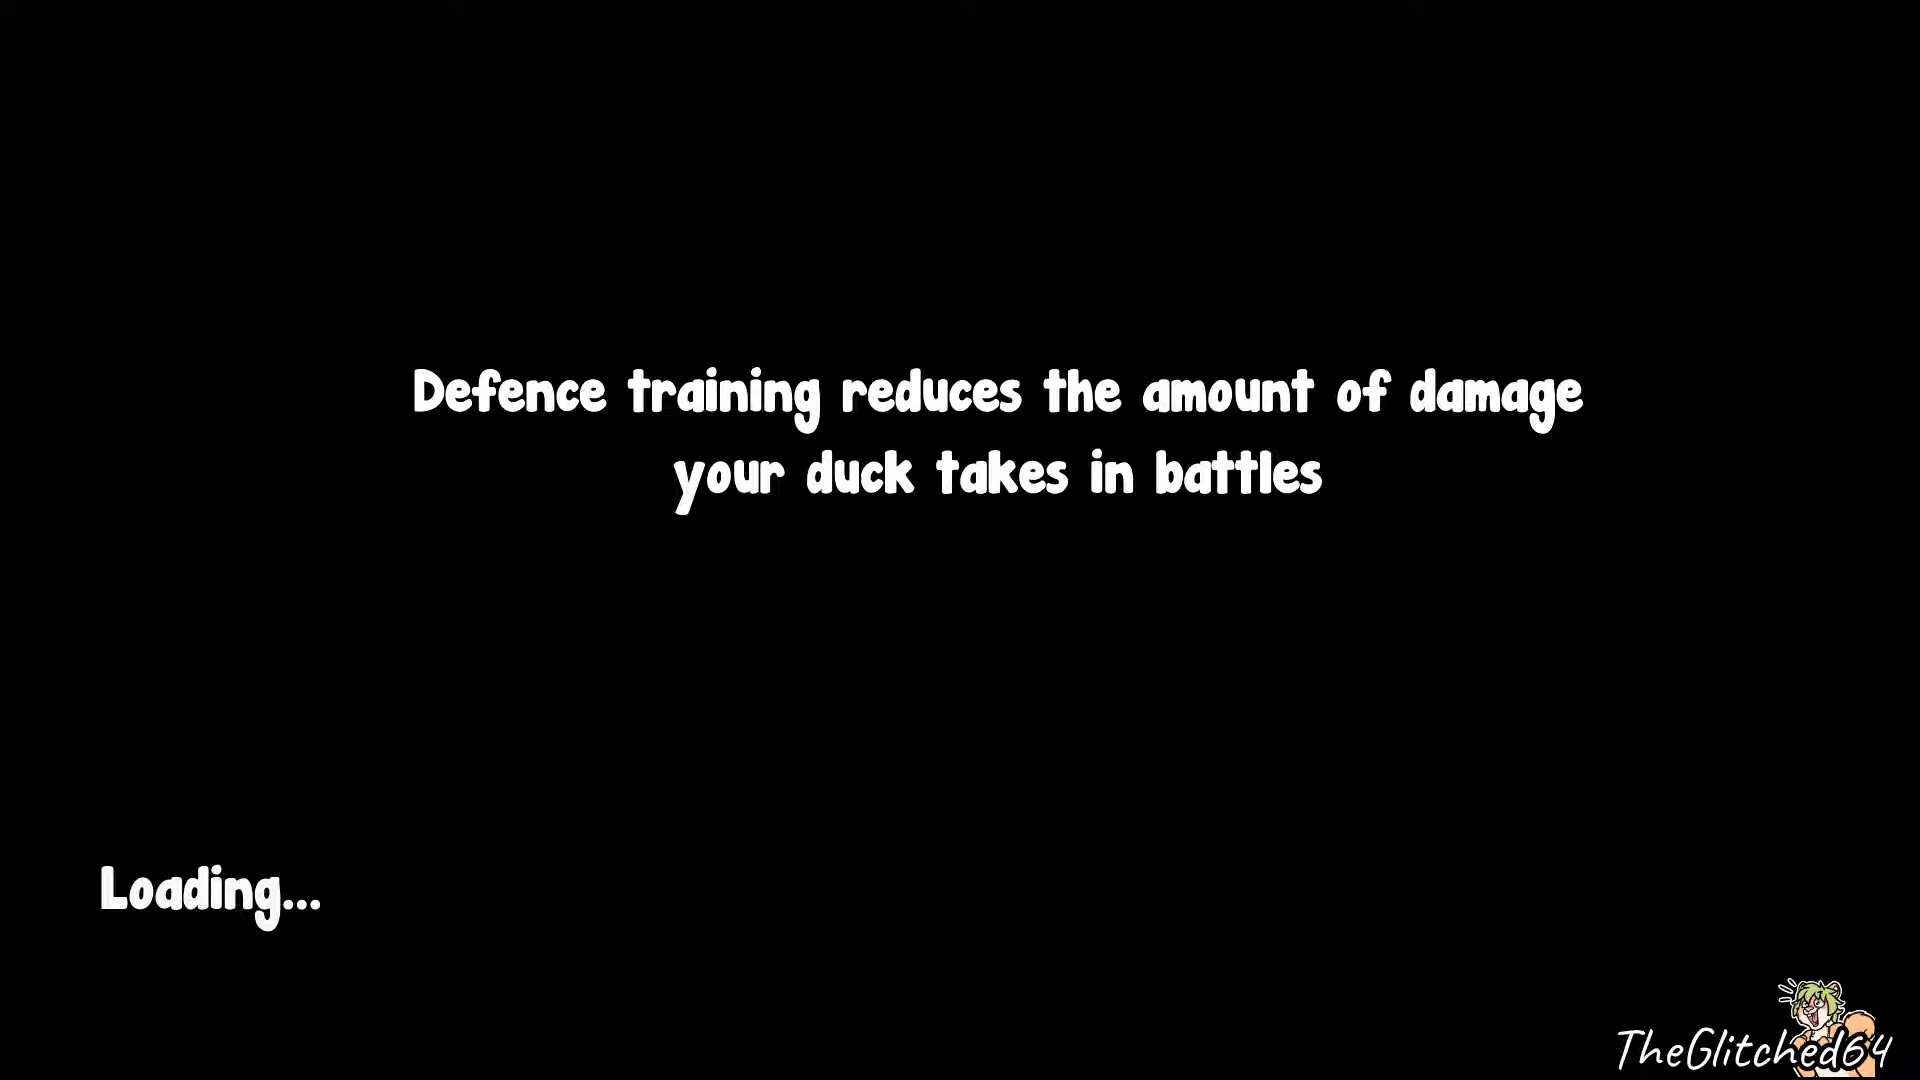 Defence training reduces the amount of damage
your duck takes in battles
Loading...
TheGlitched64